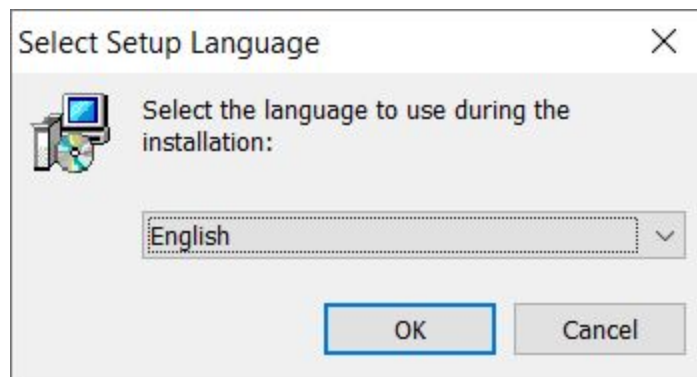 Select Setup Language
Select the language to use during the
installation:
English
OK
Cancel